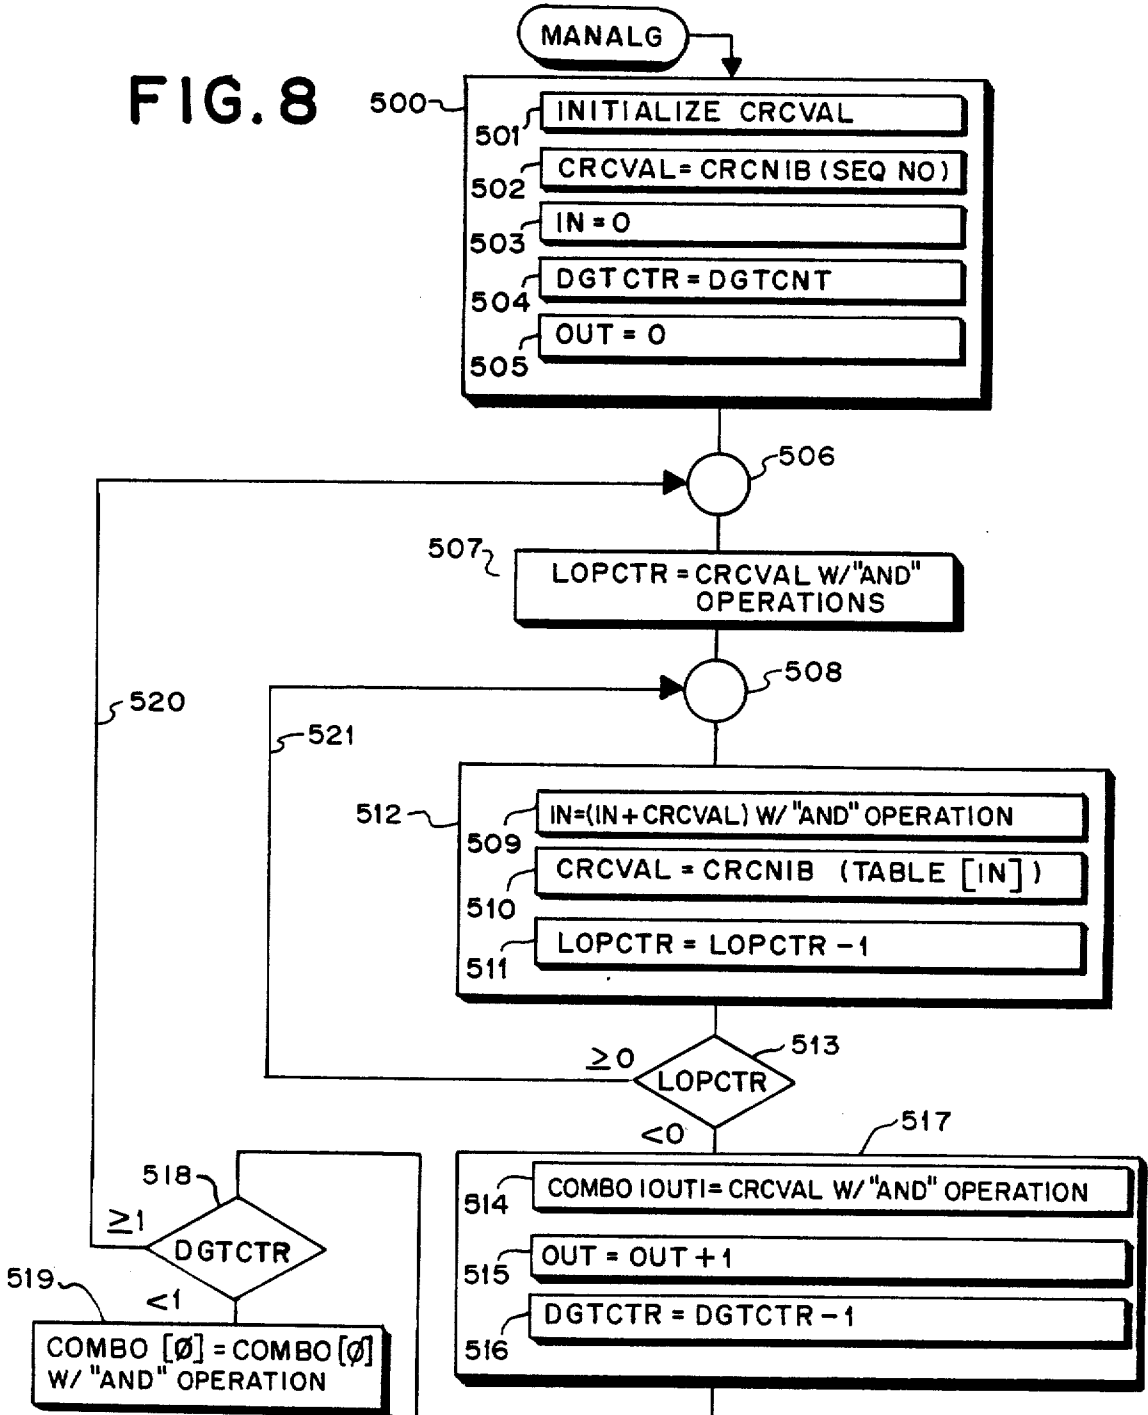 MANALG
FIG. 8
500
501
INITIALIZE CRCVAL
502
CRCVAL = CRCNIB (SEQ NO)
503
IN = 0
504
DGTCTR = DGTCNT
505
OUT = 0
506
507
LOPCTR = CRCVAL W/"AND"
OPERATIONS
508
520
521
512
509
IN=(IN+CRCVAL) W/ "AND" OPERATION
510
CRCVAL = CRCNIB (TABLE [IN])
511
LOPCTR = LOPCTR - 1
513
≥0
LOPCTR
<0
517
514
COMBO |OUT|= CRCVAL W/"AND" OPERATION
515
OUT = OUT + 1
516
DGTCTR = DGTCTR - 1
518
≥1
DGTCTR
<1
519
COMBO [Ø] = COMBO [Ø]
W/ "AND" OPERATION